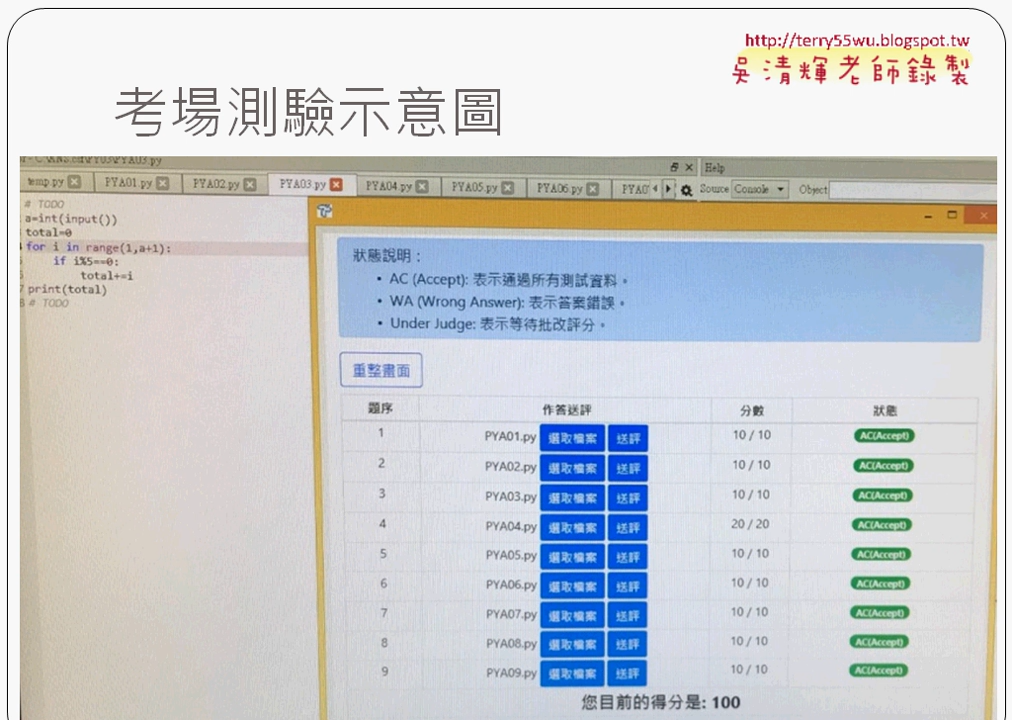 http://terry55wu.blogspot.tw
吳清輝老師錄製
考場測驗示意圖
Help
temp.py PYA01.py PYA02.py PYA03.py PYA04.py PYA05.py PYA06.py PYA0
Source Console Object
# TODO
a=int(input())
total=0
for i in range(1,a+1):
if i%5==0:
total+=i
print(total)
# TODO
狀態說明：
• AC (Accept): 表示通過所有測試資料。
• WA (Wrong Answer): 表示答案錯誤。
• Under Judge: 表示等待批改評分。
重整畫面
題序 作答送評 分數 狀態
1 PYA01.py 選取檔案 送評 10 / 10 AC(Accept)
2 PYA02.py 選取檔案 送評 10 / 10 AC(Accept)
3 PYA03.py 選取檔案 送評 10 / 10 AC(Accept)
4 PYA04.py 選取檔案 送評 20 / 20 AC(Accept)
5 PYA05.py 選取檔案 送評 10 / 10 AC(Accept)
6 PYA06.py 選取檔案 送評 10 / 10 AC(Accept)
7 PYA07.py 選取檔案 送評 10 / 10 AC(Accept)
8 PYA08.py 選取檔案 送評 10 / 10 AC(Accept)
9 PYA09.py 選取檔案 送評 10 / 10 AC(Accept)
您目前的得分是: 100